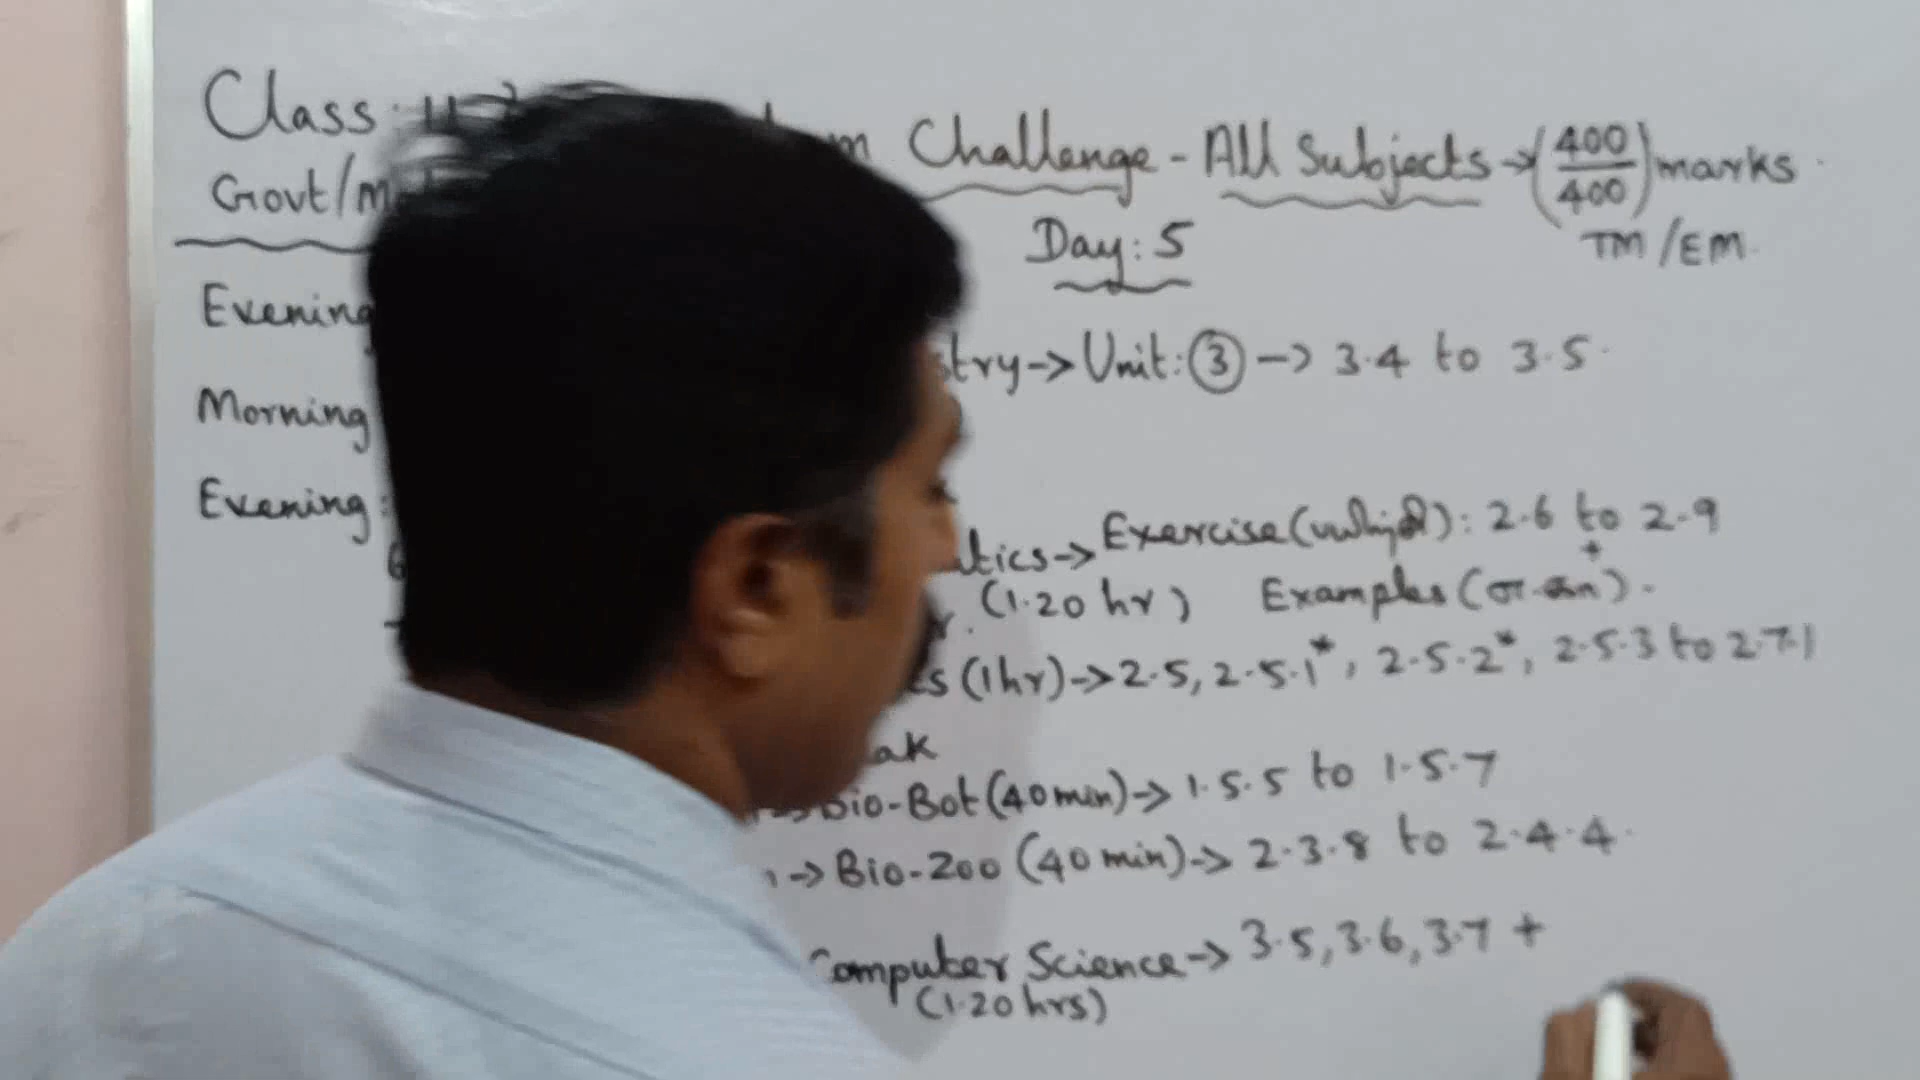 Class: 11
Challenge - All Subjects → (400/400) marks
Govt/
TM/EM.
Day: 5
Evening
→ Unit: ③ → 3.4 to 3.5.
Morning
Evening:
→ Exercise (பயிற்சி): 2.6 to 2.9
+
(1.20 hr) Examples (எ.கா).
(1hr) → 2.5, 2.5.1*, 2.5.2*, 2.5.3 to 2.7.1
→ Bio-Bot (40 min) → 1.5.5 to 1.5.7
→ Bio-Zoo (40 min) → 2.3.8 to 2.4.4.
Computer Science → 3.5, 3.6, 3.7 +
(1.20 hrs)